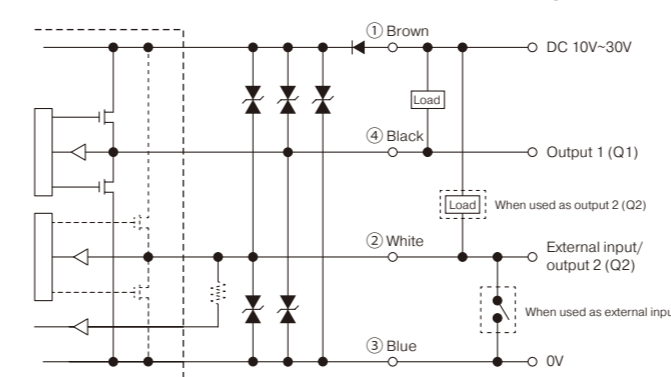 ① Brown
DC 10V~30V
Load
④ Black
Output 1 (Q1)
Load
When used as output 2 (Q2)
② White
External input/
output 2 (Q2)
When used as external input
③ Blue
0V